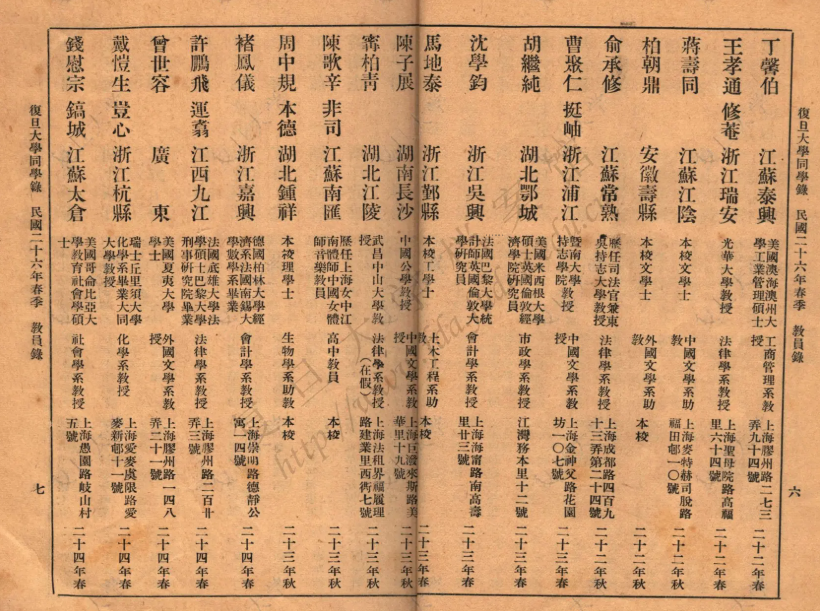 復旦大學同學錄　民國二十六年春季　教員錄
六
丁馨伯　江蘇泰興　美國澳海澳州大學工業管理碩士　工商管理系教授　上海膠州路二七三弄九十四號　二十二年春
王孝通　修菴　浙江瑞安　光華大學教授　法律學系教授　上海聖母院路高福里六十四號　二十二年春
蔣壽同　江蘇江陰　本校文學士　中國文學系助教　上海麥特赫司脫路福田邨一〇號　二十二年秋
柏朝鼎　安徽壽縣　本校文學士　外國文學系助教　本校　二十二年秋
俞承修　江蘇常熟　歷任司法官兼東吳持志大學教授　法律學系教授　上海成都路四百九十三弄第二十四號　二十二年秋
曹聚仁　挺岫　浙江浦江　暨南大學教授持志學院教授　中國文學系教授　上海金神父路花園坊一〇七號　二十二年秋
胡繼純　湖北鄂城　美國米西根大學碩士英國倫敦經濟學院研究員　市政學系教授　江灣務本里十二號　二十三年春
沈學鈞　浙江吳興　法國巴黎大學統計師英國倫敦大學研究員　會計學系教授　上海海甯路南高壽里廿三號　二十三年春
馬地泰　浙江鄞縣　本校工學士　土木工程系助教　本校　二十三年春
陳子展　湖南長沙　中國公學教授　中國文學系教授　上海巨潑來斯路美華里十九號　二十三年秋
甯柏青　湖北江陵　武昌中山大學教授　法律學系教授（在假）　上海法租界福履理路建業里西衖七號　二十三年秋
陳歌辛　非司　江蘇南匯　歷任上海女中江南體師中國女體師音樂教員　高中教員　本校　二十三年秋
周中規　本德　湖北鍾祥　本校理學士　生物學系助教　本校　二十三年秋
褚鳳儀　浙江嘉興　德國柏林大學經濟系法國南錫大學數學系畢業　會計學系教授　上海崇明路德靜公寓一四號　二十四年春
許鵬飛　運翥　江西九江　法國底雄大學法學碩士巴黎大學刑事研究院畢業　法律學系教授　上海膠州路二百廿弄三號　二十四年春
曾世容　廣東　美國夏夷大學學士　外國文學系教授　上海膠州路一四八弄二十一號　二十四年春
戴愷生　豈心　浙江杭縣　瑞士丘里須大學化學系畢業大同大學教授　化學系教授　上海愛麥虞限路愛麥新邨十一號　二十四年春
錢慰宗　鎬城　江蘇太倉　美國哥倫比亞大學教育社會學碩士　社會學系教授　上海愚園路岐山村五號　二十四年春
復旦大學同學錄　民國二十六年春季　教員錄
七